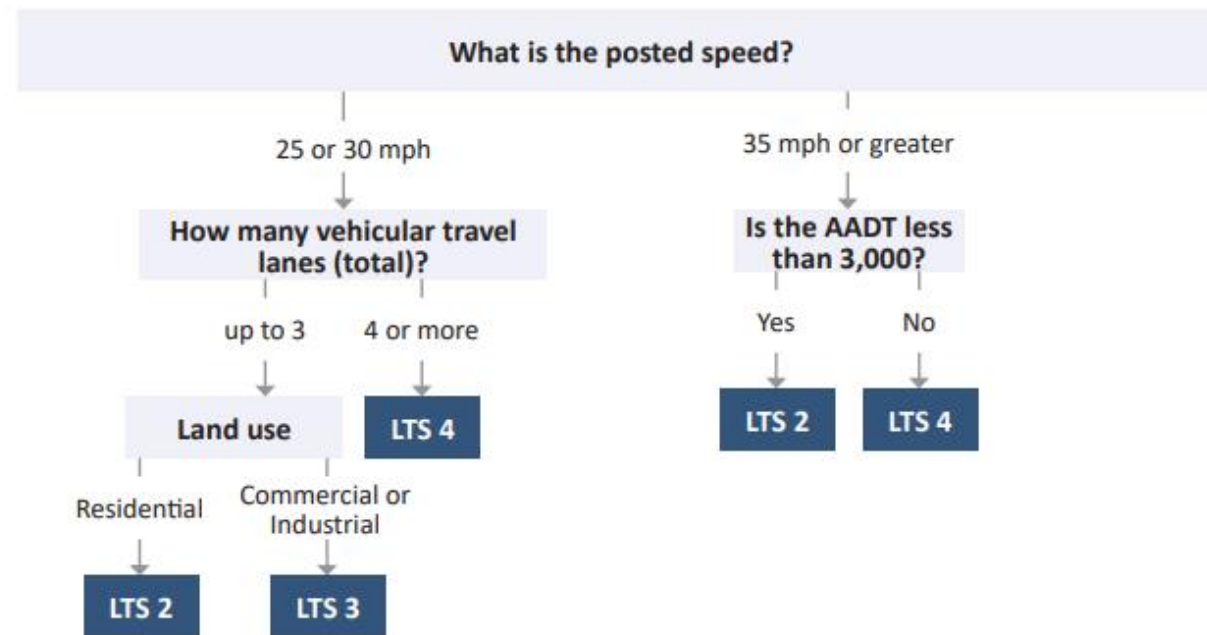 What is the posted speed?
25 or 30 mph
35 mph or greater
How many vehicular travel
lanes (total)?
Is the AADT less
than 3,000?
up to 3
4 or more
Yes
No
Land use
LTS 4
LTS 2
LTS 4
Residential
Commercial or
Industrial
LTS 2
LTS 3